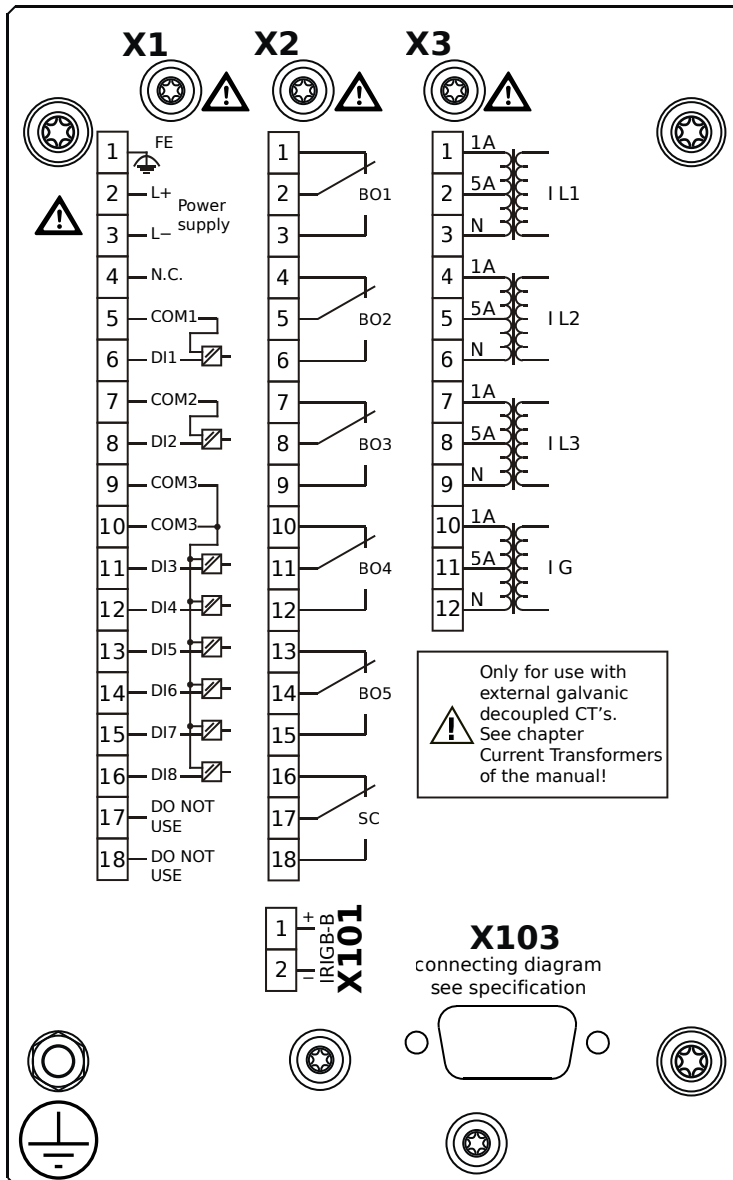 X1 X2 X3
1 FE
2 L+
Power
supply
3 L−
4 N.C.
5 COM1
6 DI1
7 COM2
8 DI2
9 COM3
10 COM3
11 DI3
12 DI4
13 DI5
14 DI6
15 DI7
16 DI8
17 DO NOT
USE
18 DO NOT
USE
1
2 BO1
3
4
5 BO2
6
7
8 BO3
9
10
11 BO4
12
13
14 BO5
15
16
17 SC
18
1 1A
2 5A I L1
3 N
4 1A
5 5A I L2
6 N
7 1A
8 5A I L3
9 N
10 1A
11 5A I G
12 N
Only for use with
external galvanic
decoupled CT's.
See chapter
Current Transformers
of the manual!
1 +
2 −
IRIGB-B
X101
X103
connecting diagram
see specification